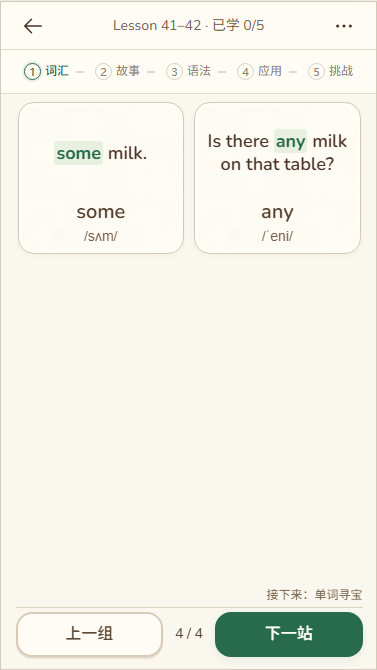 Lesson 41–42 · 已学 0/5
1 词汇 – 2 故事 – 3 语法 – 4 应用 – 5 挑战
some milk.
some
/sʌm/
Is there any milk
on that table?
any
/ˈeni/
接下来：单词寻宝
上一组
4 / 4
下一站